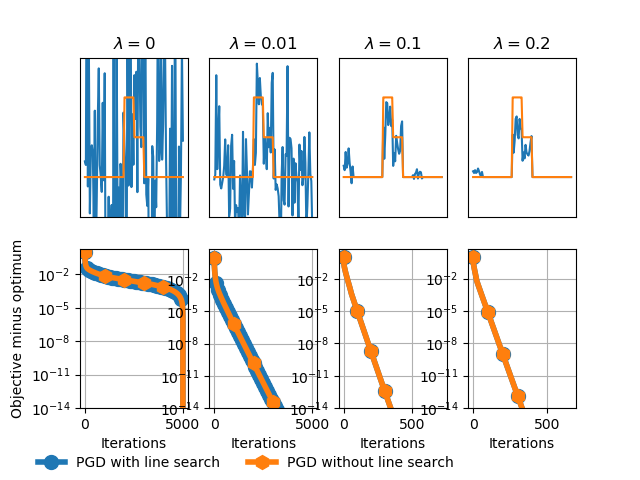 λ = 0
λ = 0.01
λ = 0.1
λ = 0.2
Objective minus optimum
10⁻²
10⁻⁵
10⁻⁸
10⁻¹¹
10⁻¹⁴
0
5000
Iterations
10⁻²
10⁻⁵
10⁻⁸
10⁻¹¹
10⁻¹⁴
0
5000
Iterations
10⁻²
10⁻⁵
10⁻⁸
10⁻¹¹
10⁻¹⁴
0
500
Iterations
10⁻²
10⁻⁵
10⁻⁸
10⁻¹¹
10⁻¹⁴
0
500
Iterations
PGD with line search
PGD without line search